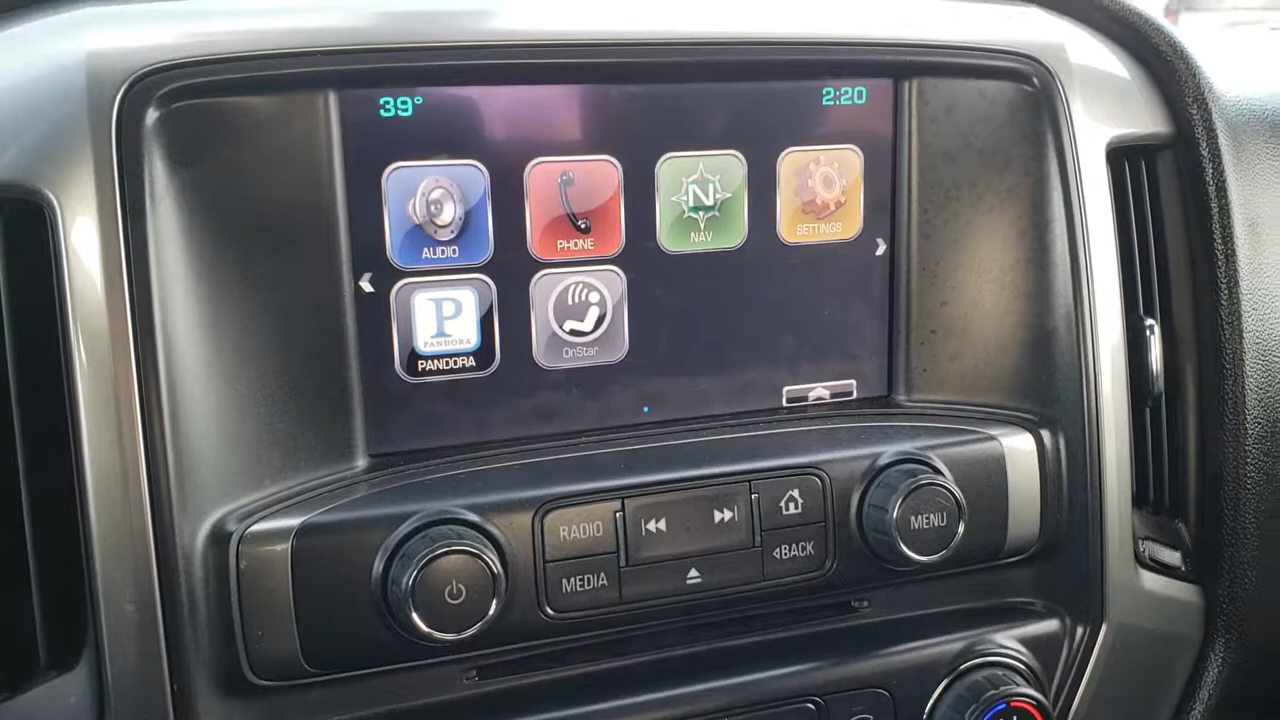 39°
2:20
AUDIO
PHONE
N
NAV
SETTINGS
P
PANDORA
PANDORA
OnStar
RADIO
MEDIA
BACK
MENU